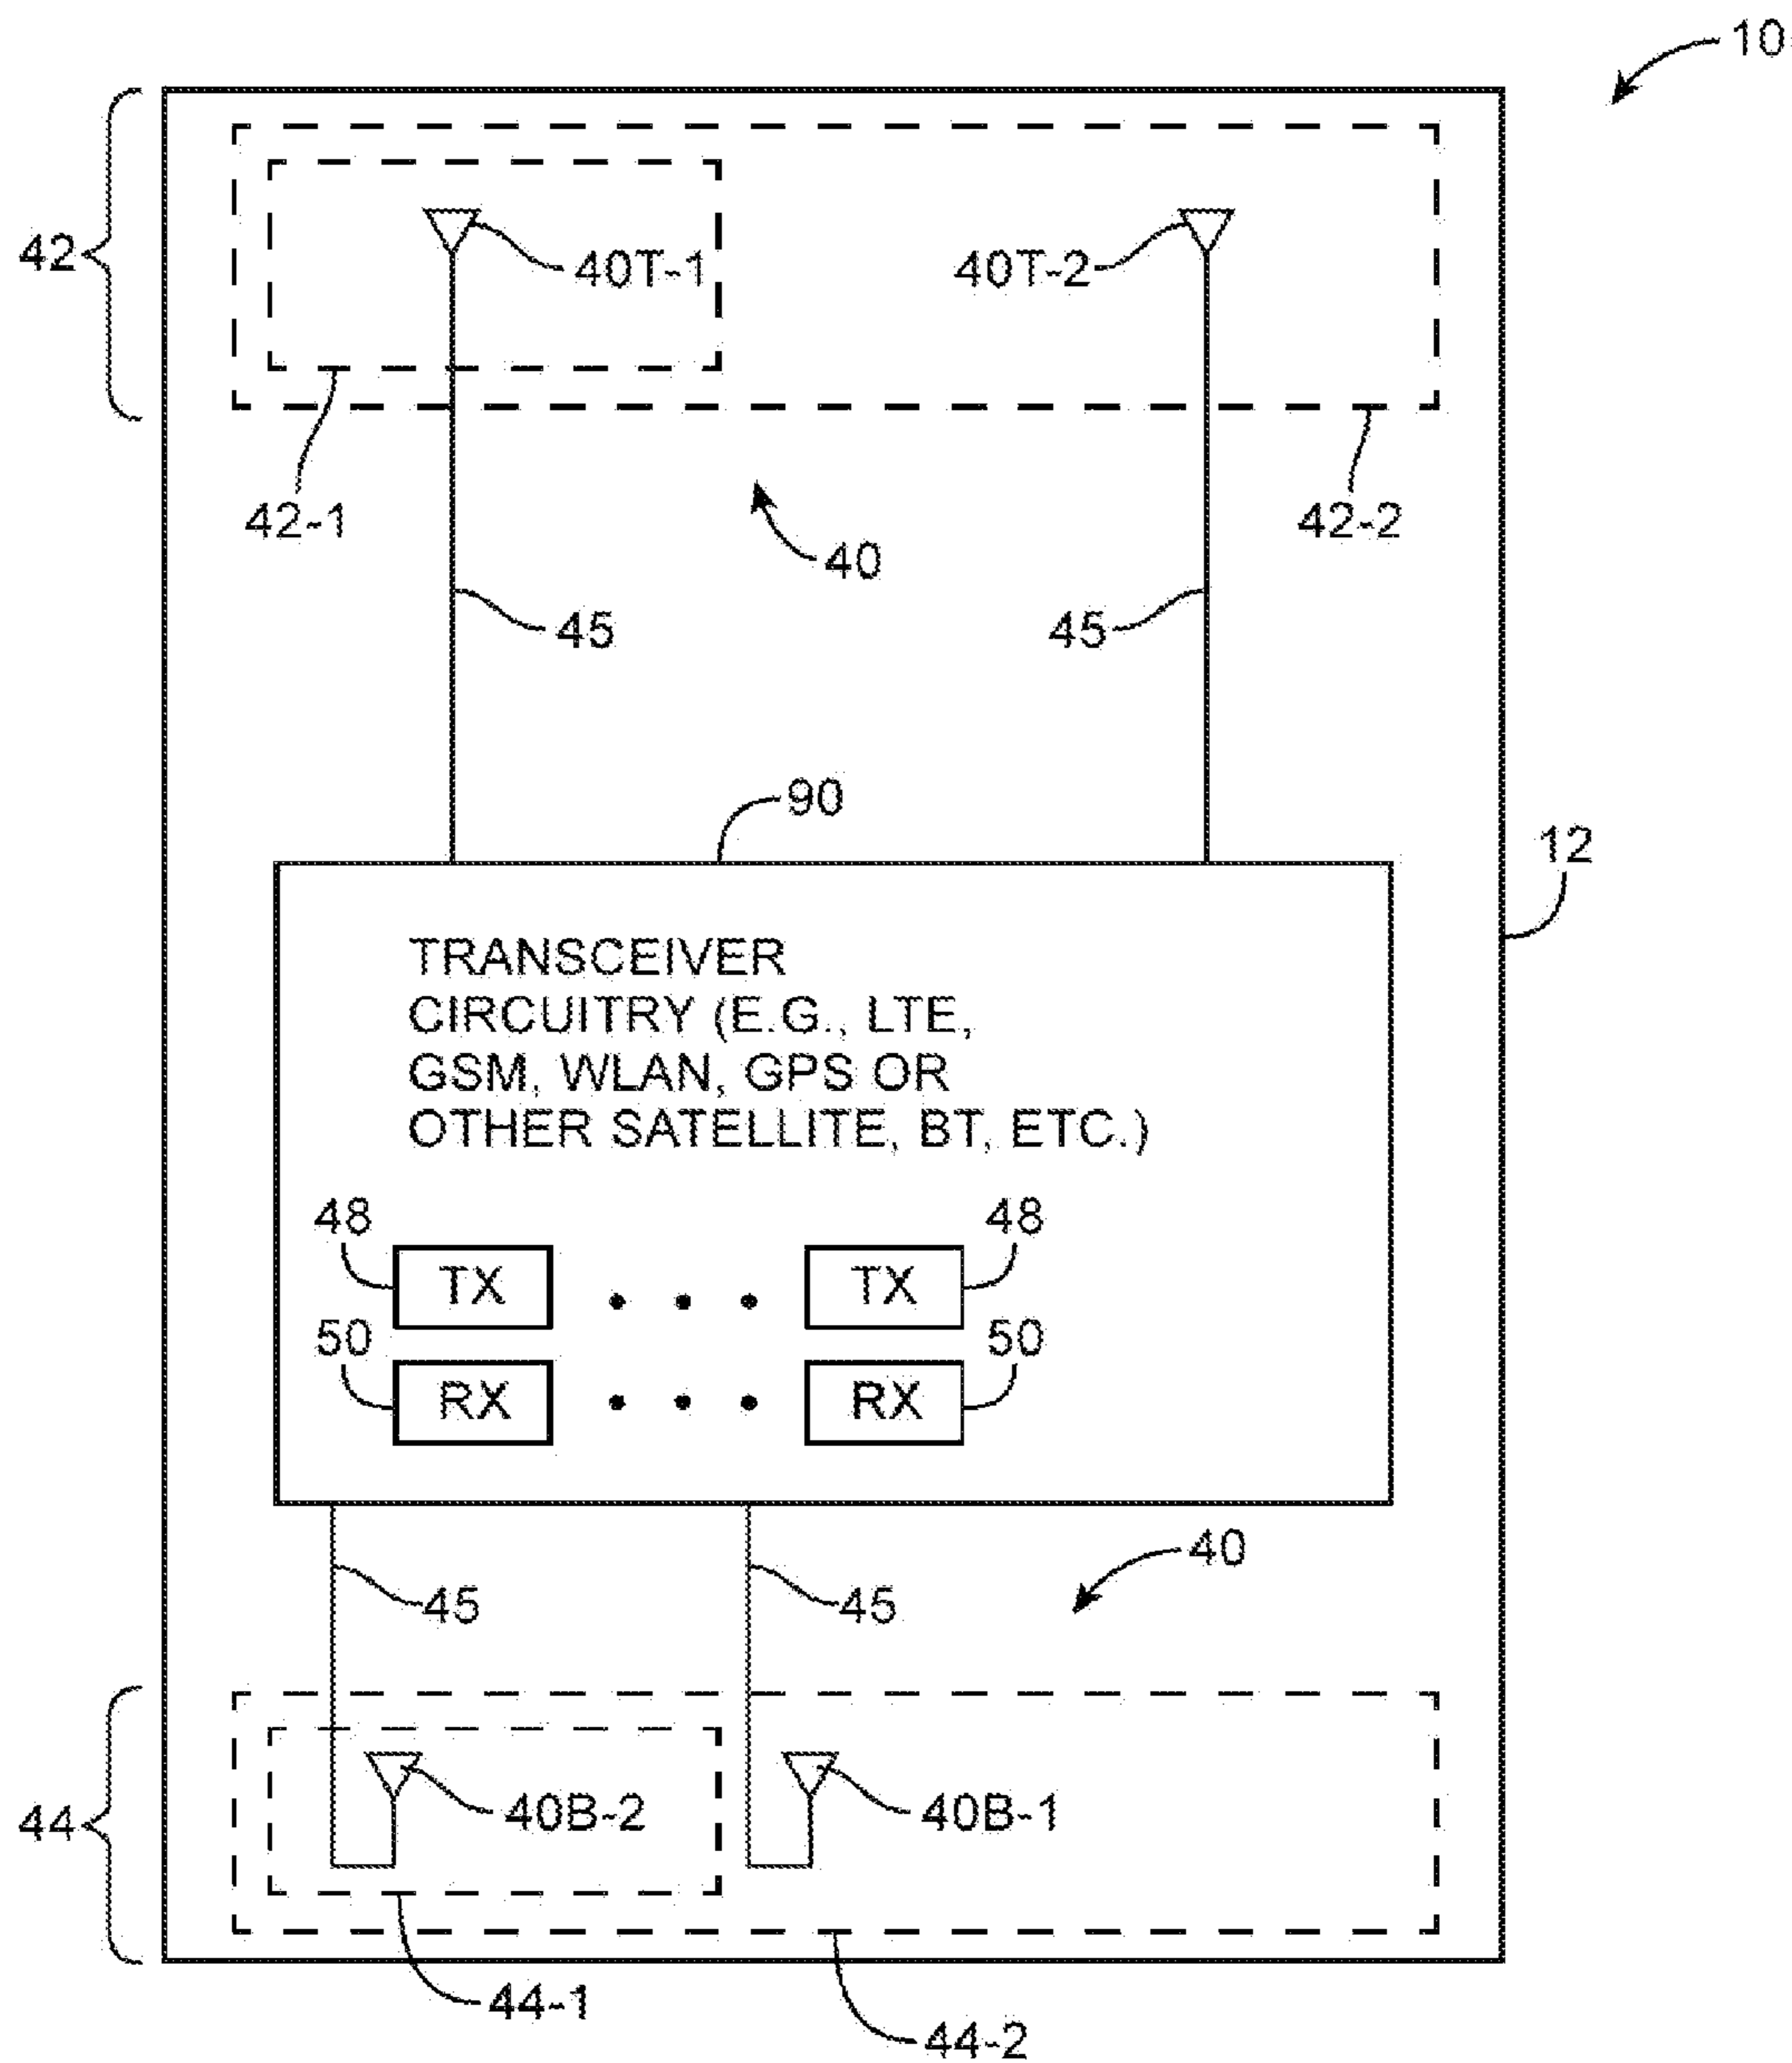 10
42
40T-1
40T-2
42-1
42-2
40
45
45
90
12
TRANSCEIVER
CIRCUITRY (E.G., LTE,
GSM, WLAN, GPS OR
OTHER SATELLITE, BT, ETC.)
48
48
TX
TX
50
50
RX
RX
40
45
45
44
40B-2
40B-1
44-1
44-2